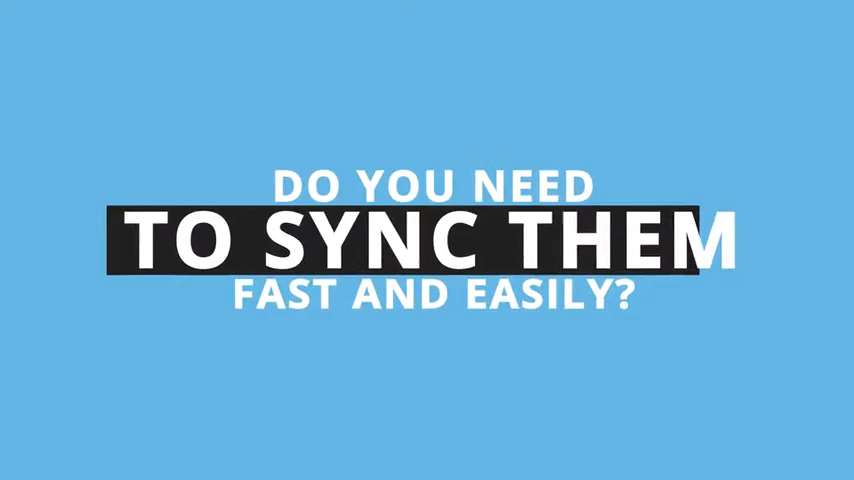 DO YOU NEED
TO SYNC THEM
FAST AND EASILY?